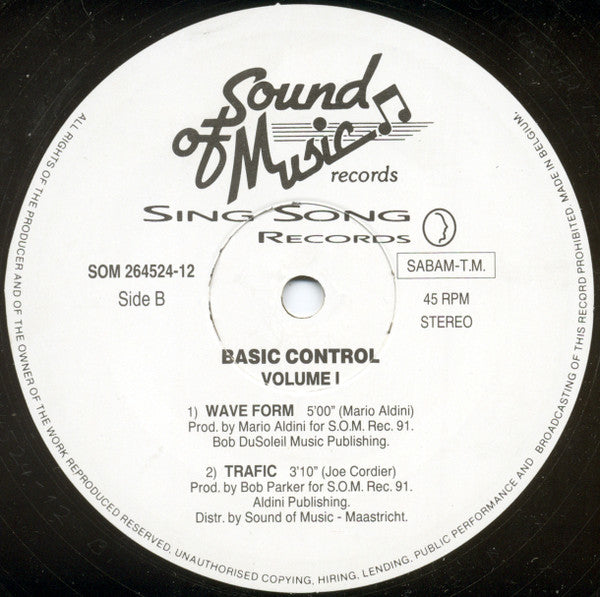 Sound
of Music
records
SING SONG
RECORDS
SOM 264524-12
Side B
SABAM-T.M.
45 RPM
STEREO
BASIC CONTROL
VOLUME I
1) WAVE FORM 5'00" (Mario Aldini)
Prod. by Mario Aldini for S.O.M. Rec. 91.
Bob DuSoleil Music Publishing.
2) TRAFIC 3'10" (Joe Cordier)
Prod. by Bob Parker for S.O.M. Rec. 91.
Aldini Publishing.
Distr. by Sound of Music - Maastricht.
ALL RIGHTS OF THE PRODUCER AND OF THE OWNER OF THE WORK REPRODUCED RESERVED. UNAUTHORISED COPYING, HIRING, LENDING, PUBLIC PERFORMANCE AND BROADCASTING OF THIS RECORD PROHIBITED. MADE IN BELGIUM.